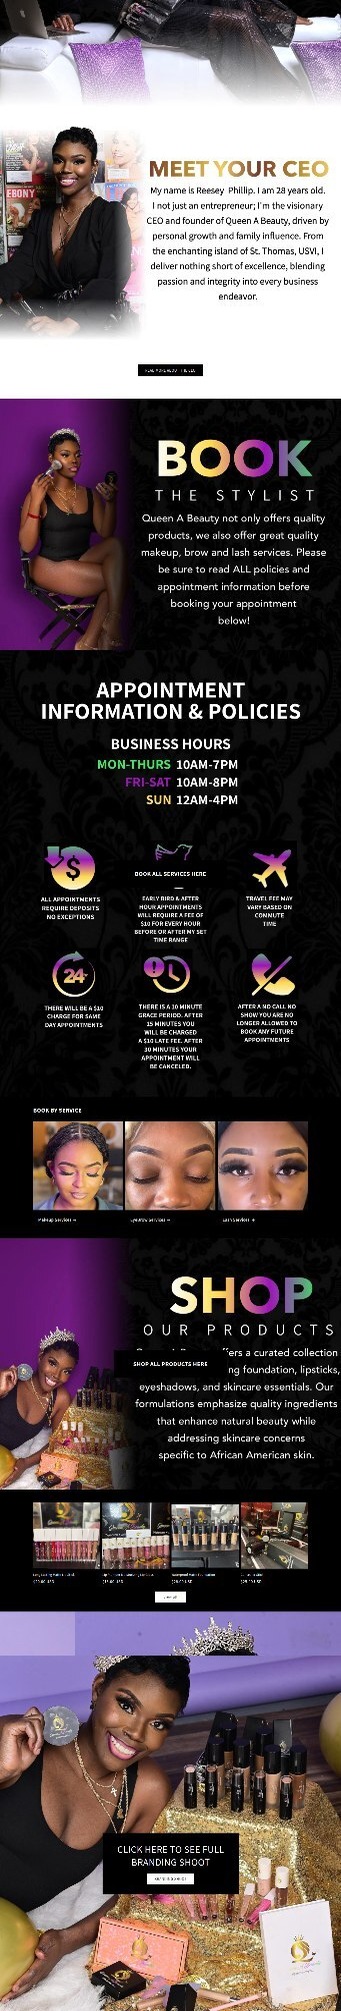 EBONY
MEET YOUR CEO
My name is Reesey Phillip. I am 28 years old.
I not just an entrepreneur; I'm the visionary
CEO and founder of Queen A Beauty, driven by
personal growth and family influence. From
the enchanting island of St. Thomas, USVI, I
deliver nothing short of excellence, blending
passion and integrity into every business
endeavor.
READ MORE ABOUT
BOOK
THE STYLIST
Queen A Beauty not only offers quality
products, we also offer great quality
makeup, brow and lash services. Please
be sure to read ALL policies and
appointment information before
booking your appointment
below!
APPOINTMENT
INFORMATION & POLICIES
BUSINESS HOURS
MON-THURS 10AM-7PM
FRI-SAT 10AM-8PM
SUN 12AM-4PM
BOOK ALL SERVICES HERE
ALL APPOINTMENTS
REQUIRE DEPOSITS
NO EXCEPTIONS
EARLY BIRD & AFTER
HOUR APPOINTMENTS
WILL REQUIRE A FEE OF
$10 FOR EVERY HOUR
BEFORE OR AFTER MY SET
TIME RANGE
TRAVEL FEE MAY
VARY BASED ON
COMMUTE
TIME
24
THERE WILL BE A $10
CHARGE FOR SAME
DAY APPOINTMENTS
THERE IS A 10 MINUTE
GRACE PERIOD. AFTER
15 MINUTES YOU
WILL BE CHARGED
A $10 LATE FEE. AFTER
30 MINUTES YOUR
APPOINTMENT WILL
BE CANCELED.
AFTER A NO CALL NO
SHOW YOU ARE NO
LONGER ALLOWED TO
BOOK ANY FUTURE
APPOINTMENTS
BOOK BY SERVICE
Makeup Services →
Eyebrow Services →
Lash Services →
SHOP
OUR PRODUCTS
ffers a curated collection
SHOP ALL PRODUCTS HERE
ng foundation, lipsticks,
eyeshadows, and skincare essentials. Our
formulations emphasize quality ingredients
that enhance natural beauty while
addressing skincare concerns
specific to African American skin.
CLICK HERE TO SEE FULL
BRANDING SHOOT